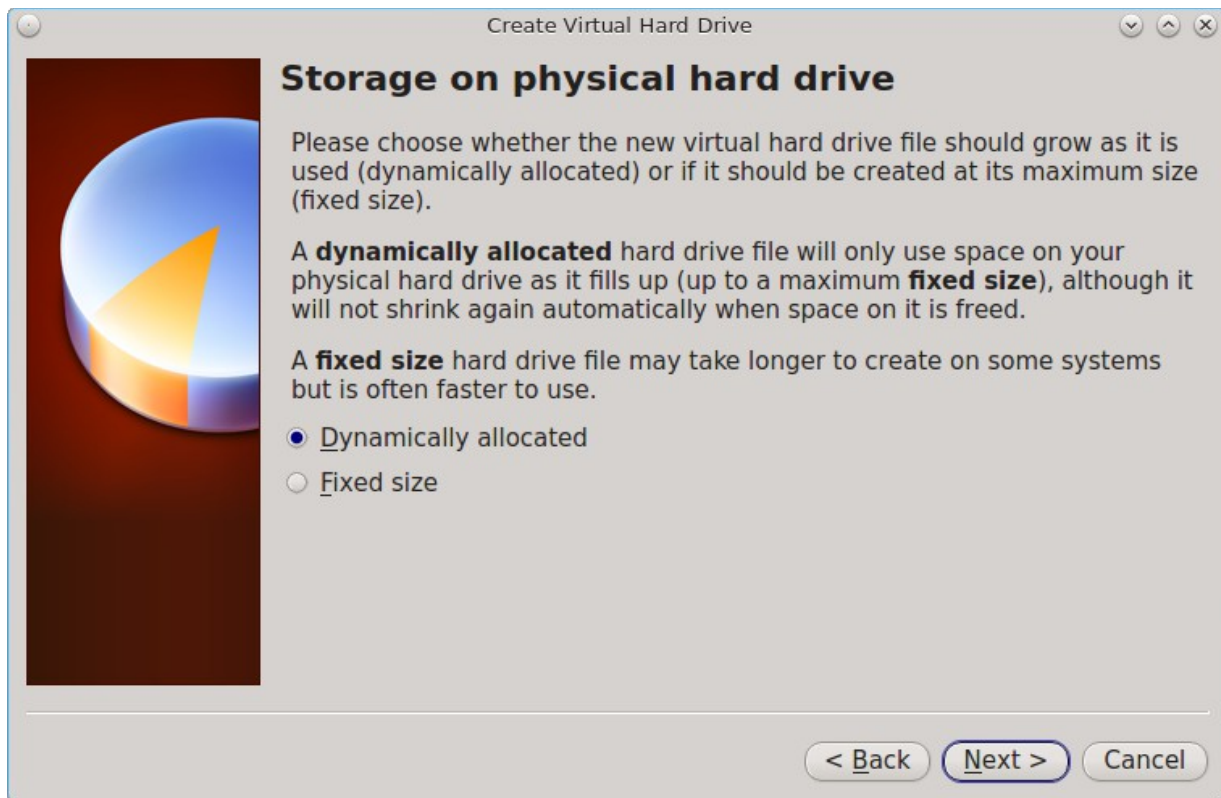 Create Virtual Hard Drive
Storage on physical hard drive
Please choose whether the new virtual hard drive file should grow as it is
used (dynamically allocated) or if it should be created at its maximum size
(fixed size).
A dynamically allocated hard drive file will only use space on your
physical hard drive as it fills up (up to a maximum fixed size), although it
will not shrink again automatically when space on it is freed.
A fixed size hard drive file may take longer to create on some systems
but is often faster to use.
Dynamically allocated
Fixed size
< Back Next > Cancel